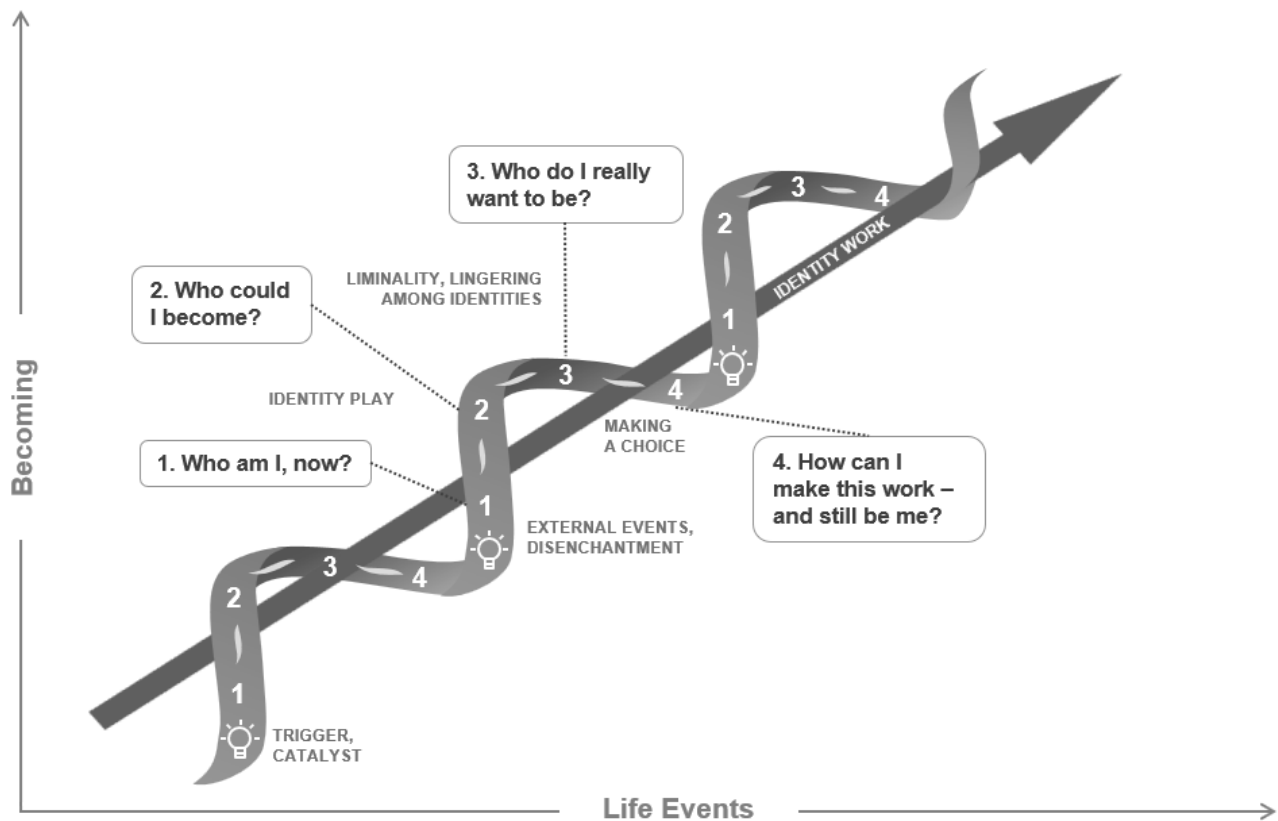 3. Who do I really
want to be?
3
4
2
IDENTITY WORK
LIMINALITY, LINGERING
AMONG IDENTITIES
2. Who could
I become?
1
3
4
IDENTITY PLAY
2
MAKING
A CHOICE
1. Who am I, now?
4. How can I
make this work –
and still be me?
1
EXTERNAL EVENTS,
DISENCHANTMENT
3
4
2
1
TRIGGER,
CATALYST
Becoming
Life Events